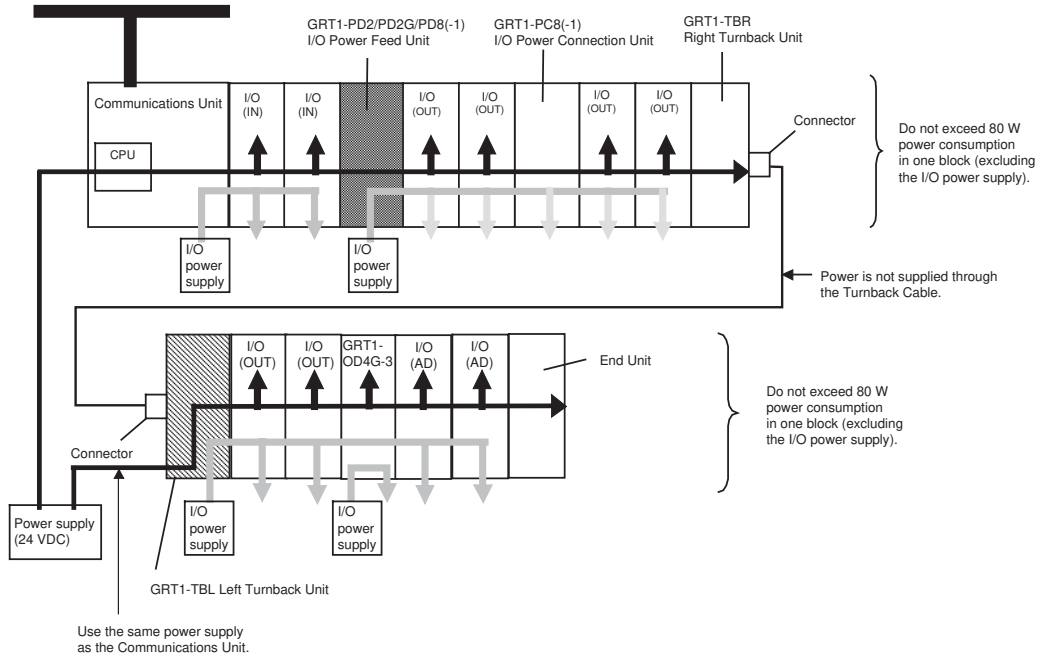 GRT1-PD2/PD2G/PD8(-1)
I/O Power Feed Unit
GRT1-PC8(-1)
I/O Power Connection Unit
GRT1-TBR
Right Turnback Unit
Communications Unit
CPU
I/O
(IN)
I/O
(IN)
I/O
(OUT)
I/O
(OUT)
I/O
(OUT)
I/O
(OUT)
Connector
Do not exceed 80 W
power consumption
in one block (excluding
the I/O power supply).
I/O
power
supply
I/O
power
supply
Power is not supplied through
the Turnback Cable.
I/O
(OUT)
I/O
(OUT)
GRT1-
OD4G-3
I/O
(AD)
I/O
(AD)
End Unit
Do not exceed 80 W
power consumption
in one block (excluding
the I/O power supply).
Connector
Power supply
(24 VDC)
I/O
power
supply
I/O
power
supply
GRT1-TBL Left Turnback Unit
Use the same power supply
as the Communications Unit.